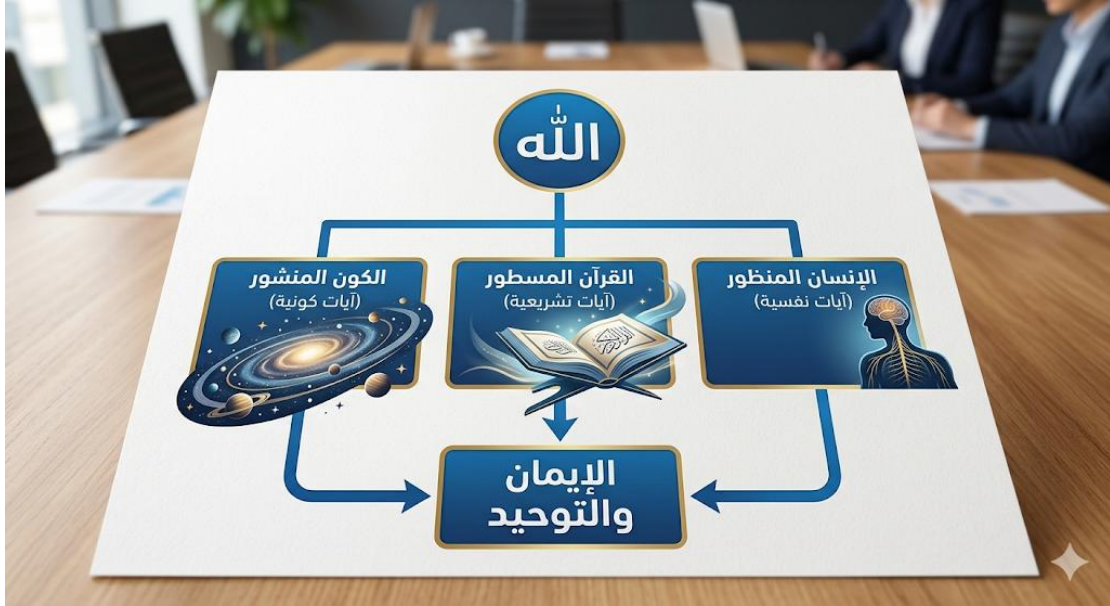 الله
الإنسان المنظور
(آيات نفسية)
القرآن المسطور
(آيات تشريعية)
الكون المنشور
(آيات كونية)
الإيمان
والتوحيد